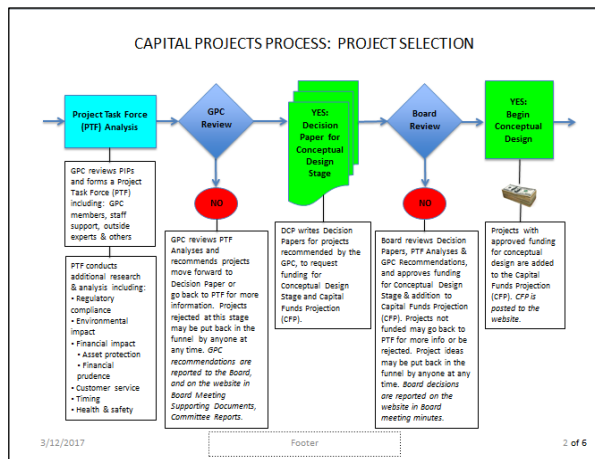 CAPITAL PROJECTS PROCESS: PROJECT SELECTION
Project Task Force
(PTF) Analysis
GPC
Review
YES:
Decision
Paper for
Conceptual
Design
Stage
Board
Review
YES:
Begin
Conceptual
Design
NO
NO
GPC reviews PIPs
and forms a Project
Task Force (PTF)
including: GPC
members, staff
support, outside
experts & others
PTF conducts
additional research
& analysis including:
• Regulatory
compliance
• Environmental
impact
• Financial impact
• Asset protection
• Financial
prudence
• Customer service
• Timing
• Health & safety
GPC reviews PTF
Analyses and
recommends projects
move forward to
Decision Paper or
go back to PTF for more
information. Projects
rejected at this stage
may be put back in the
funnel by anyone at
any time. GPC
recommendations are
reported to the Board,
and on the website in
Board Meeting
Supporting Documents,
Committee Reports.
DCP writes Decision
Papers for projects
recommended by the
GPC, to request
funding for
Conceptual Design
Stage and Capital
Funds Projection
(CFP).
Board reviews Decision
Papers, PTF Analyses &
GPC Recommendations,
and approves funding
for Conceptual Design
Stage & addition to
Capital Funds Projection
(CFP). Projects not
funded may go back to
PTF for more info or be
rejected. Project ideas
may be put back in the
funnel by anyone at any
time. Board decisions
are reported on the
website in Board
meeting minutes.
Projects with
approved funding
for conceptual
design are added to
the Capital Funds
Projection (CFP). CFP
is posted to the
website.
3/12/2017
Footer
2 of 6